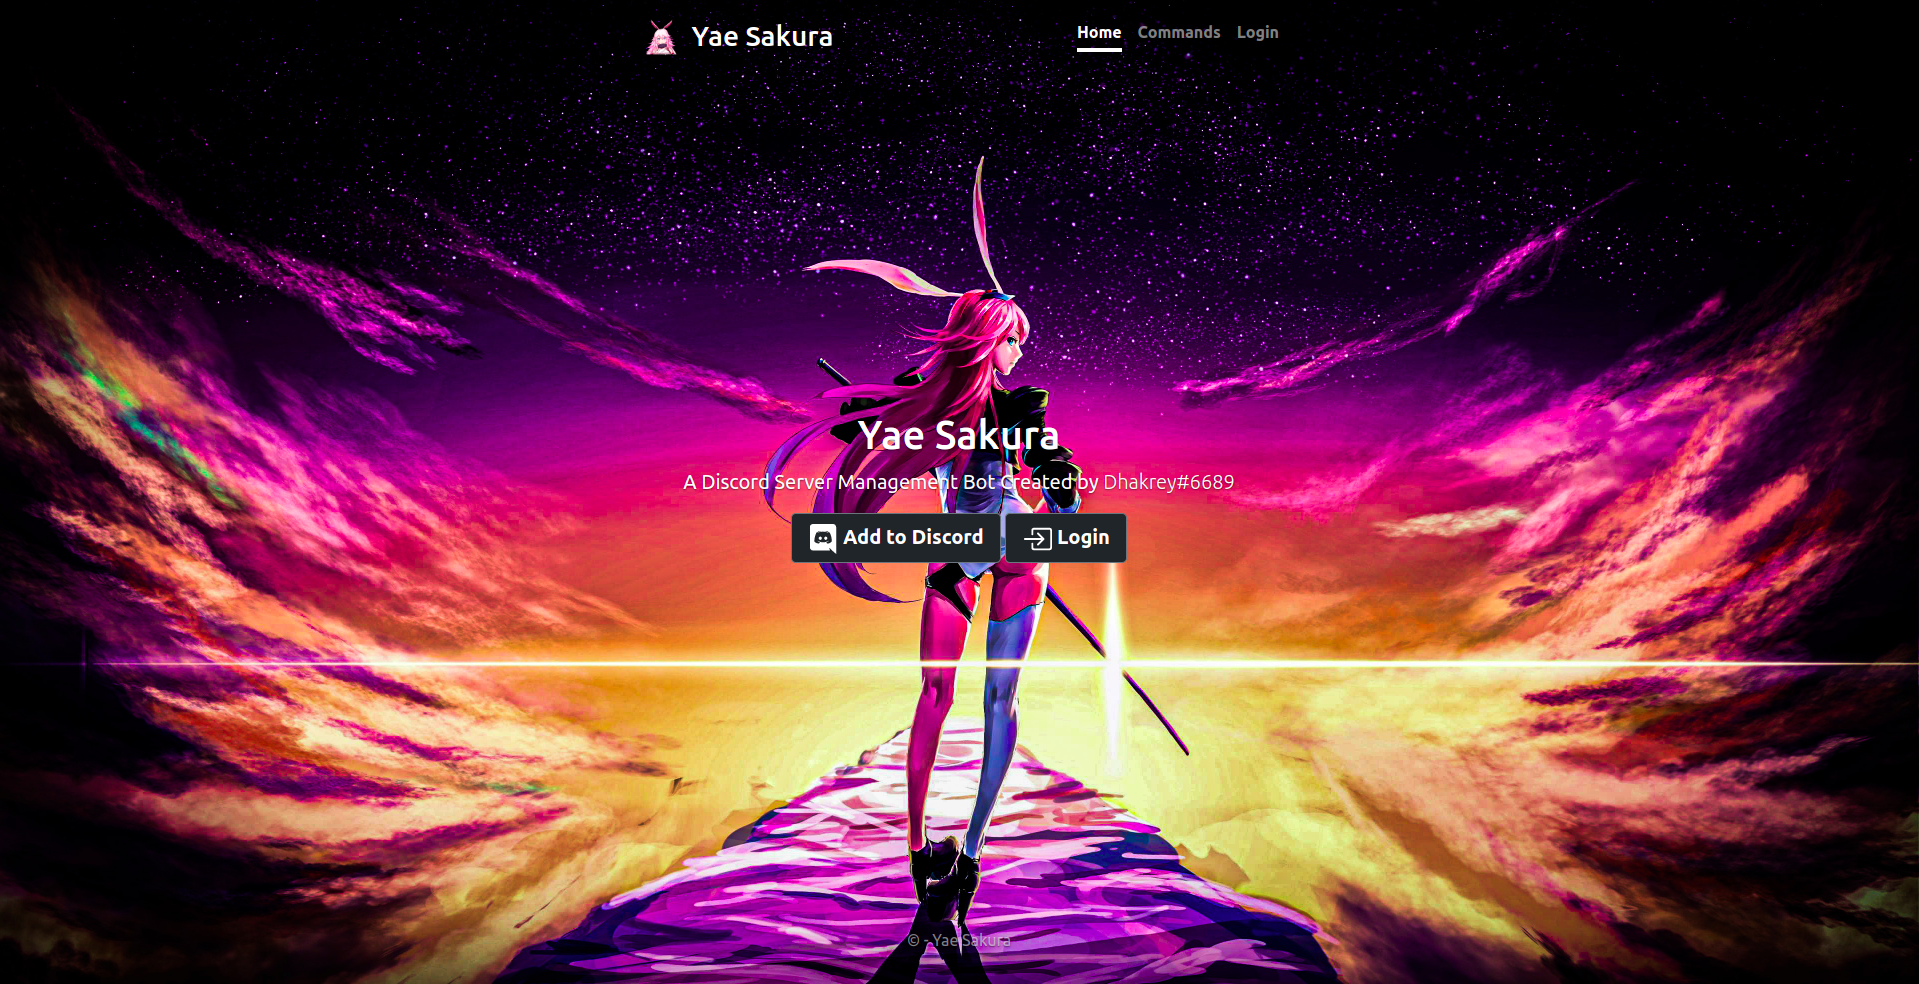 Yae Sakura
Home Commands Login
Yae Sakura
A Discord Server Management Bot Created by Dhakrey#6689
Add to Discord Login
© - Yae Sakura